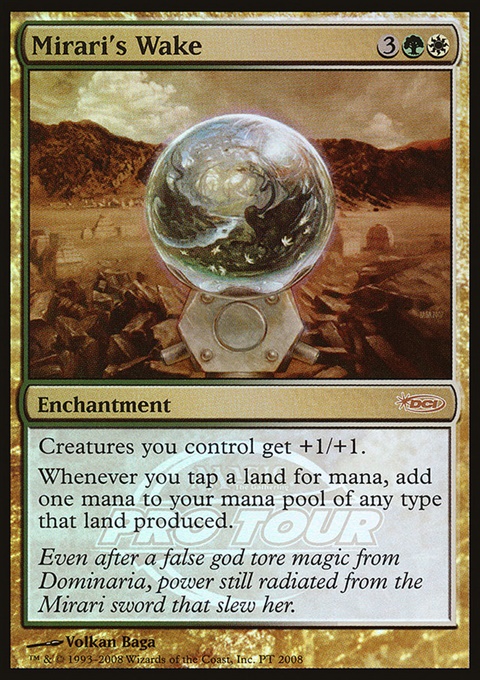 Mirari's Wake 3
DCI
Enchantment
Creatures you control get +1/+1.
Whenever you tap a land for mana, add
one mana to your mana pool of any type
that land produced.
PRO TOUR
Even after a false god tore magic from
Dominaria, power still radiated from the
Mirari sword that slew her.
Volkan Baga
™ & © 1993–2008 Wizards of the Coast, Inc. PT 2008